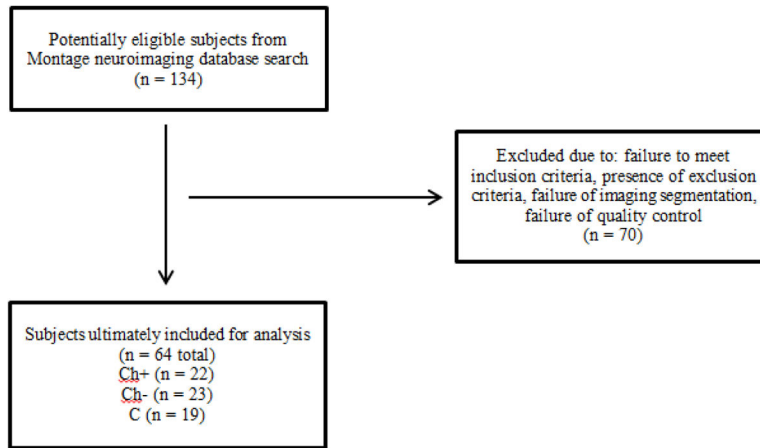 Potentially eligible subjects from
Montage neuroimaging database search
(n = 134)
Excluded due to: failure to meet
inclusion criteria, presence of exclusion
criteria, failure of imaging segmentation,
failure of quality control
(n = 70)
Subjects ultimately included for analysis
(n = 64 total)
Ch+ (n = 22)
Ch- (n = 23)
C (n = 19)